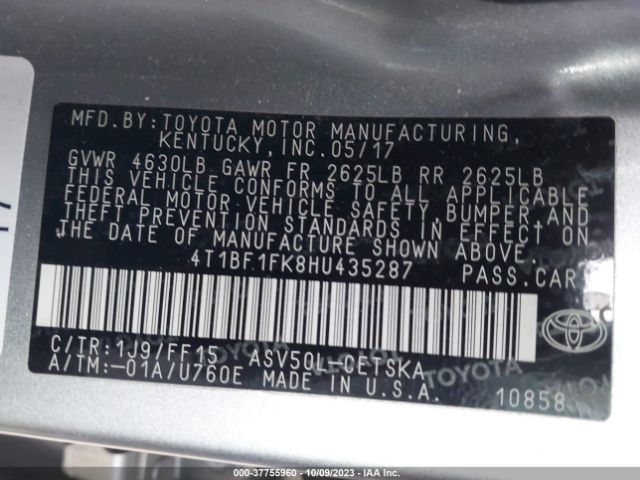 MFD. BY: TOYOTA MOTOR MANUFACTURING,
KENTUCKY, INC. 05/17
GVWR 4630LB GAWR FR 2625LB RR 2625LB
THIS VEHICLE CONFORMS TO ALL APPLICABLE
FEDERAL MOTOR VEHICLE SAFETY, BUMPER AND
THEFT PREVENTION STANDARDS IN EFFECT ON
THE DATE OF MANUFACTURE SHOWN ABOVE.
4T1BF1FK8HU435287 PASS.CAR
C/TR:1J9/FF15 ASV50L-CETSKA
A/TM:-01A/U760E MADE IN U.S.A.
10858
TOYOTA
000-37755960 - 10/09/2023 - IAAI.COM